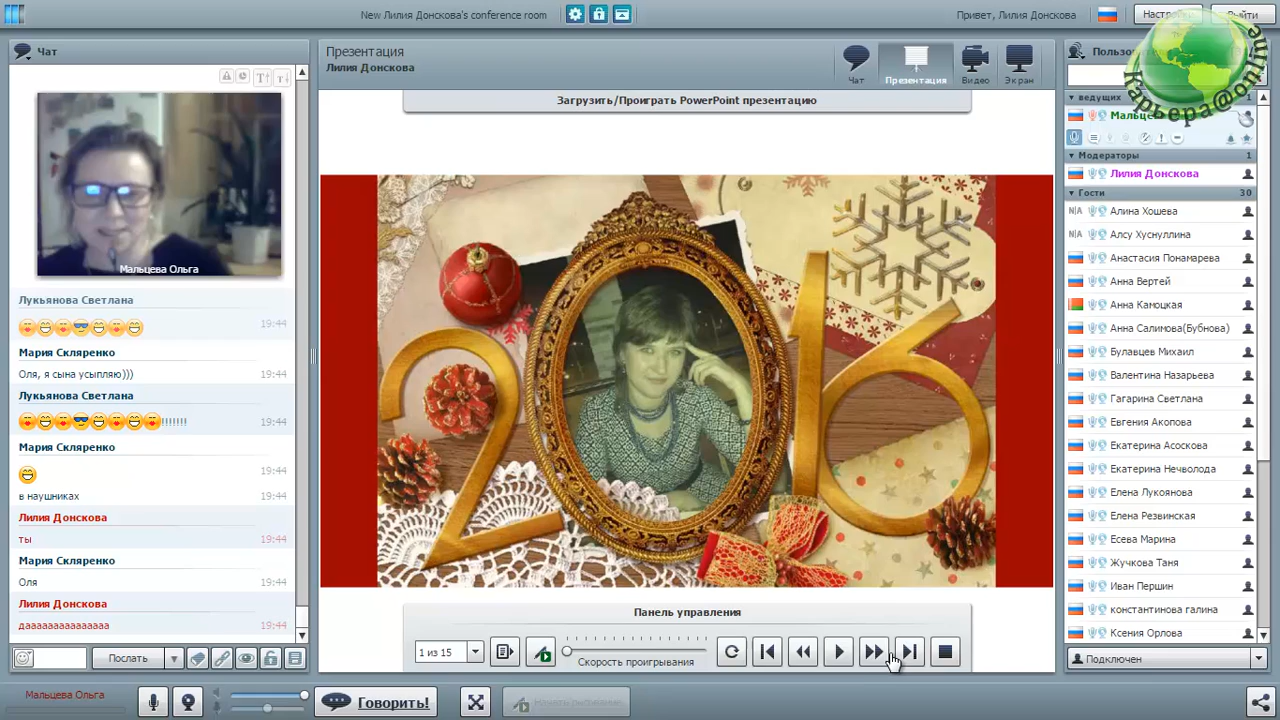 New Лилия Донскова's conference room
Привет, Лилия Донскова
Настройки
Выйти
Чат
Мальцева Ольга
Лукьянова Светлана
19:44
Мария Скляренко
Оля, я сына усыпляю)))
19:44
Лукьянова Светлана
!!!!!!!
19:44
Мария Скляренко
19:44
в наушниках
19:44
Лилия Донскова
ты
19:44
Мария Скляренко
Оля
19:44
Лилия Донскова
дааааааааааааааа
19:44
Послать
Презентация
Лилия Донскова
Чат
Презентация
Видео
Экран
Загрузить/Проиграть PowerPoint презентацию
2 16
Панель управления
1 из 15
Скорость проигрывания
карьера@online
ведущих 1
Модераторы 1
Лилия Донскова
Гости 30
N/A Алина Хошева
N/A Алсу Хуснуллина
Анастасия Понамарева
Анна Вертей
Анна Камоцкая
Анна Салимова(Бубнова)
Булавцев Михаил
Валентина Назарьева
Гагарина Светлана
Евгения Акопова
Екатерина Асоскова
Екатерина Нечволода
Елена Лукоянова
Елена Резвинская
Есева Марина
Жучкова Таня
Иван Першин
константинова галина
Ксения Орлова
Подключен
Мальцева Ольга
Говорить!